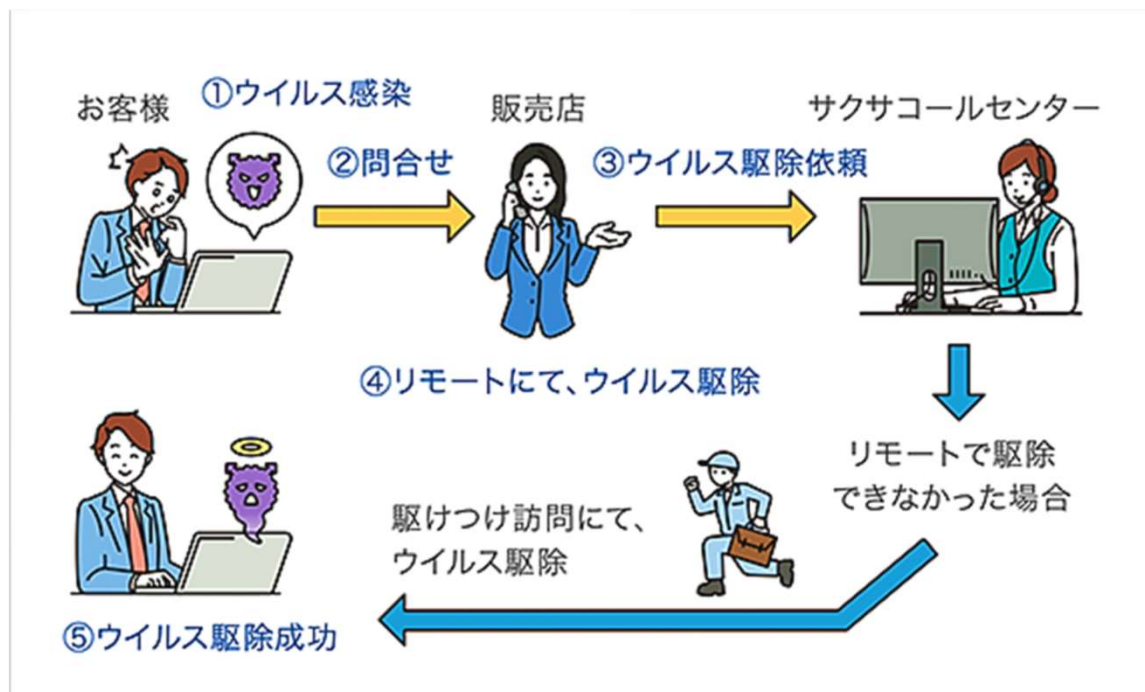 お客様
①ウイルス感染
販売店
サクサコールセンター
②問合せ
③ウイルス駆除依頼
④リモートにて、ウイルス駆除
リモートで駆除
できなかった場合
駆けつけ訪問にて、
ウイルス駆除
⑤ウイルス駆除成功